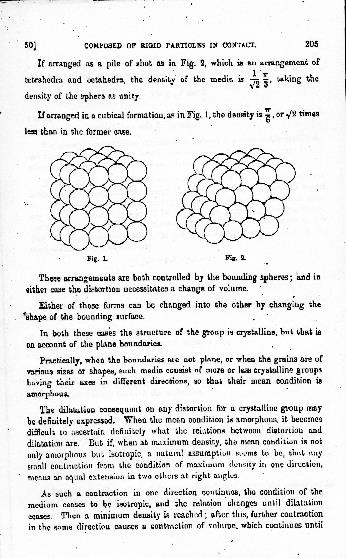 50] COMPOSED OF RIGID PARTICLES IN CONTACT. 205
If arranged as a pile of shot as in Fig. 2, which is an arrangement of
tetrahedra and octahedra, the density of the media is 1/√2 π/3, taking the
density of the sphere as unity.
If arranged in a cubical formation, as in Fig. 1, the density is π/6, or √2 times
less than in the former case.
Fig. 1. Fig. 2.
These arrangements are both controlled by the bounding spheres; and in
either case the distortion necessitates a change of volume.
Either of these forms can be changed into the other by changing the
shape of the bounding surface.
In both these cases the structure of the group is crystalline, but that is
on account of the plane boundaries.
Practically, when the boundaries are not plane, or when the grains are of
various sizes or shapes, such media consist of more or less crystalline groups
having their axes in different directions, so that their mean condition is
amorphous.
The dilatation consequent on any distortion for a crystalline group may
be definitely expressed. When the mean condition is amorphous, it becomes
difficult to ascertain definitely what the relations between distortion and
dilatation are. But if, when at maximum density, the mean condition is not
only amorphous but isotropic, a natural assumption seems to be, that any
small contraction from the condition of maximum density in one direction,
means an equal extension in two others at right angles.
As such a contraction in one direction continues, the condition of the
medium ceases to be isotropic, and the relation changes until dilatation
ceases. Then a minimum density is reached; after this, further contraction
in the same direction causes a contraction of volume, which continues until